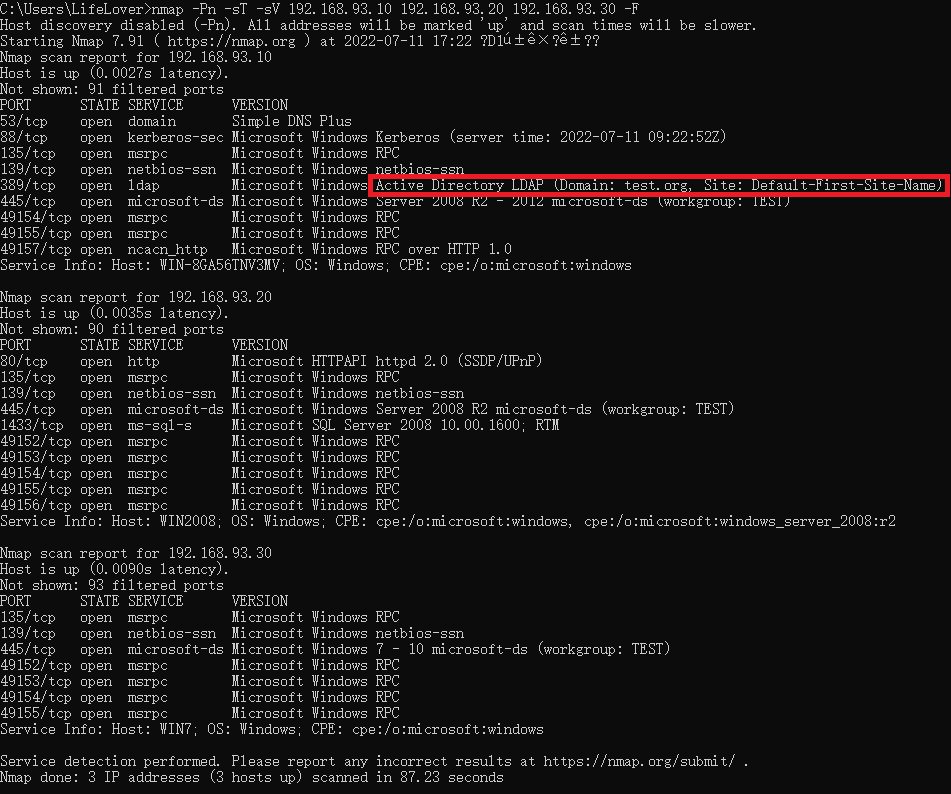 C:\Users\LifeLover>nmap -Pn -sT -sV 192.168.93.10 192.168.93.20 192.168.93.30 -F
Host discovery disabled (-Pn). All addresses will be marked 'up' and scan times will be slower.
Starting Nmap 7.91 ( https://nmap.org ) at 2022-07-11 17:22 ?D1ú±ê×?ê±??
Nmap scan report for 192.168.93.10
Host is up (0.0027s latency).
Not shown: 91 filtered ports
PORT      STATE SERVICE      VERSION
53/tcp    open  domain       Simple DNS Plus
88/tcp    open  kerberos-sec Microsoft Windows Kerberos (server time: 2022-07-11 09:22:52Z)
135/tcp   open  msrpc        Microsoft Windows RPC
139/tcp   open  netbios-ssn  Microsoft Windows netbios-ssn
389/tcp   open  ldap         Microsoft Windows Active Directory LDAP (Domain: test.org, Site: Default-First-Site-Name)
445/tcp   open  microsoft-ds Microsoft Windows Server 2008 R2 - 2012 microsoft-ds (workgroup: TEST)
49154/tcp open  msrpc        Microsoft Windows RPC
49155/tcp open  msrpc        Microsoft Windows RPC
49157/tcp open  ncacn_http   Microsoft Windows RPC over HTTP 1.0
Service Info: Host: WIN-8GA56TNV3MV; OS: Windows; CPE: cpe:/o:microsoft:windows
Nmap scan report for 192.168.93.20
Host is up (0.0035s latency).
Not shown: 90 filtered ports
PORT      STATE SERVICE      VERSION
80/tcp    open  http         Microsoft HTTPAPI httpd 2.0 (SSDP/UPnP)
135/tcp   open  msrpc        Microsoft Windows RPC
139/tcp   open  netbios-ssn  Microsoft Windows netbios-ssn
445/tcp   open  microsoft-ds Microsoft Windows Server 2008 R2 microsoft-ds (workgroup: TEST)
1433/tcp  open  ms-sql-s     Microsoft SQL Server 2008 10.00.1600; RTM
49152/tcp open  msrpc        Microsoft Windows RPC
49153/tcp open  msrpc        Microsoft Windows RPC
49154/tcp open  msrpc        Microsoft Windows RPC
49155/tcp open  msrpc        Microsoft Windows RPC
49156/tcp open  msrpc        Microsoft Windows RPC
Service Info: Host: WIN2008; OS: Windows; CPE: cpe:/o:microsoft:windows, cpe:/o:microsoft:windows_server_2008:r2
Nmap scan report for 192.168.93.30
Host is up (0.0090s latency).
Not shown: 93 filtered ports
PORT      STATE SERVICE      VERSION
135/tcp   open  msrpc        Microsoft Windows RPC
139/tcp   open  netbios-ssn  Microsoft Windows netbios-ssn
445/tcp   open  microsoft-ds Microsoft Windows 7 - 10 microsoft-ds (workgroup: TEST)
49152/tcp open  msrpc        Microsoft Windows RPC
49153/tcp open  msrpc        Microsoft Windows RPC
49154/tcp open  msrpc        Microsoft Windows RPC
49155/tcp open  msrpc        Microsoft Windows RPC
Service Info: Host: WIN7; OS: Windows; CPE: cpe:/o:microsoft:windows
Service detection performed. Please report any incorrect results at https://nmap.org/submit/ .
Nmap done: 3 IP addresses (3 hosts up) scanned in 87.23 seconds